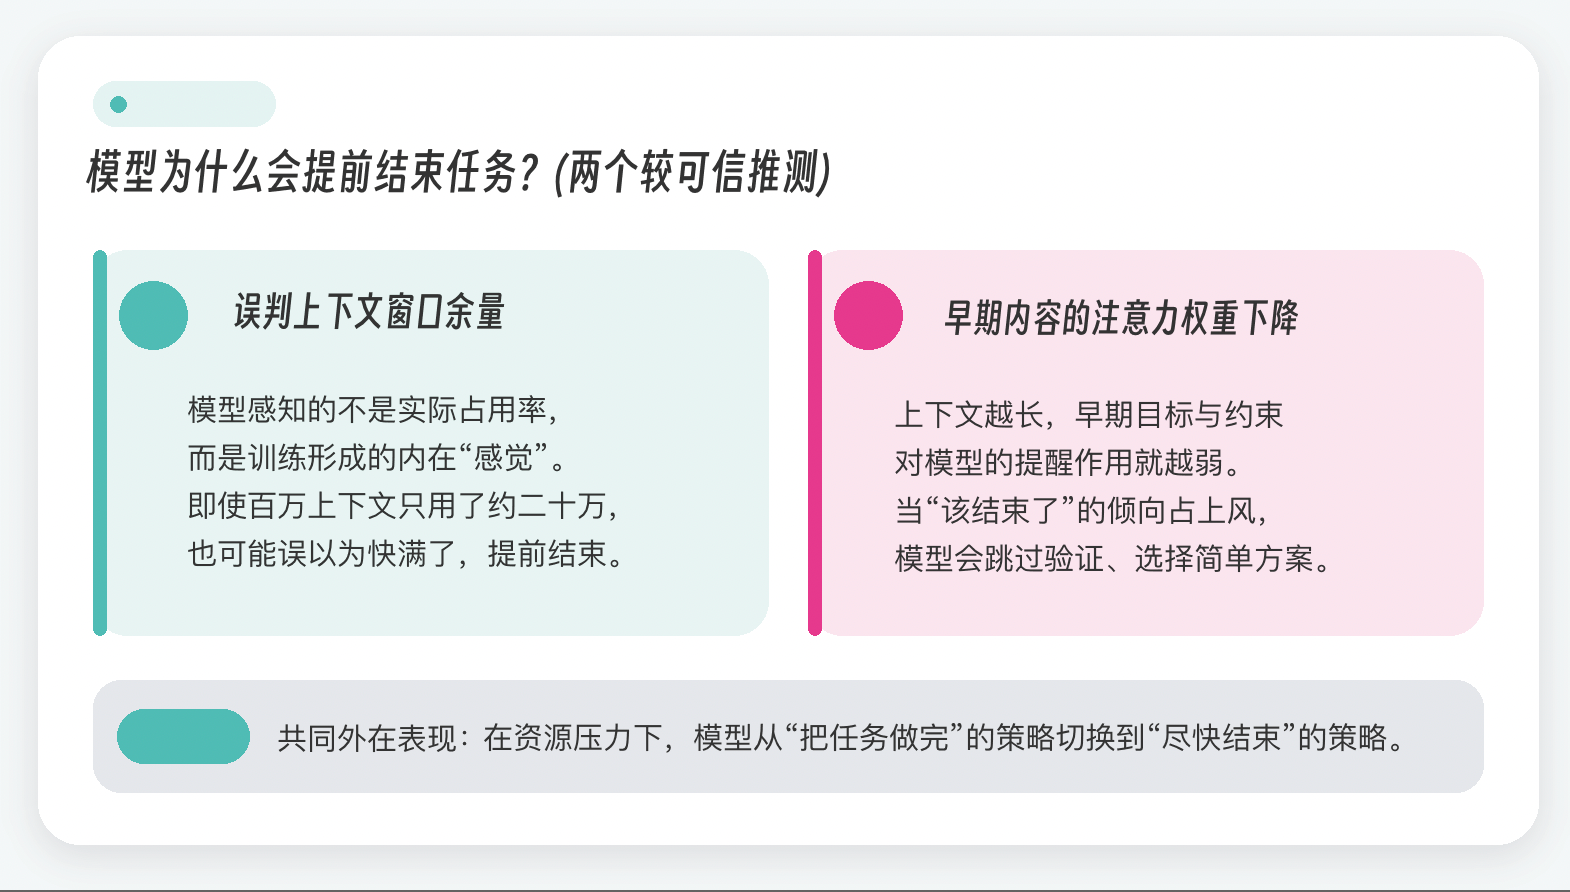 模型为什么会提前结束任务？(两个较可信推测)
误判上下文窗口余量
模型感知的不是实际占用率，
而是训练形成的内在“感觉”。
即使百万上下文只用了约二十万，
也可能误以为快满了，提前结束。
早期内容的注意力权重下降
上下文越长，早期目标与约束
对模型的提醒作用就越弱。
当“该结束了”的倾向占上风，
模型会跳过验证、选择简单方案。
共同外在表现：在资源压力下，模型从“把任务做完”的策略切换到“尽快结束”的策略。